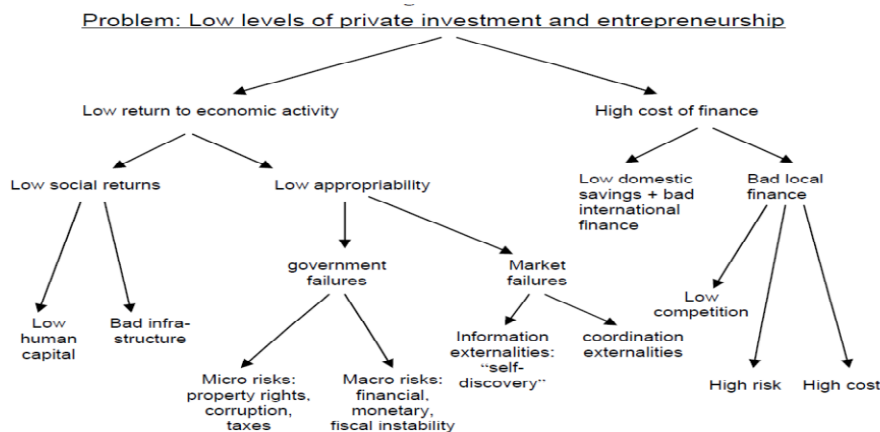 Problem: Low levels of private investment and entrepreneurship
Low return to economic activity
High cost of finance
Low social returns
Low appropriability
Low domestic
savings + bad
international
finance
Bad local
finance
government
failures
Market
failures
Low
human
capital
Bad infra-
structure
Low
competition
Information
externalities:
“self-
discovery”
coordination
externalities
Micro risks:
property rights,
corruption,
taxes
Macro risks:
financial,
monetary,
fiscal instability
High risk
High cost